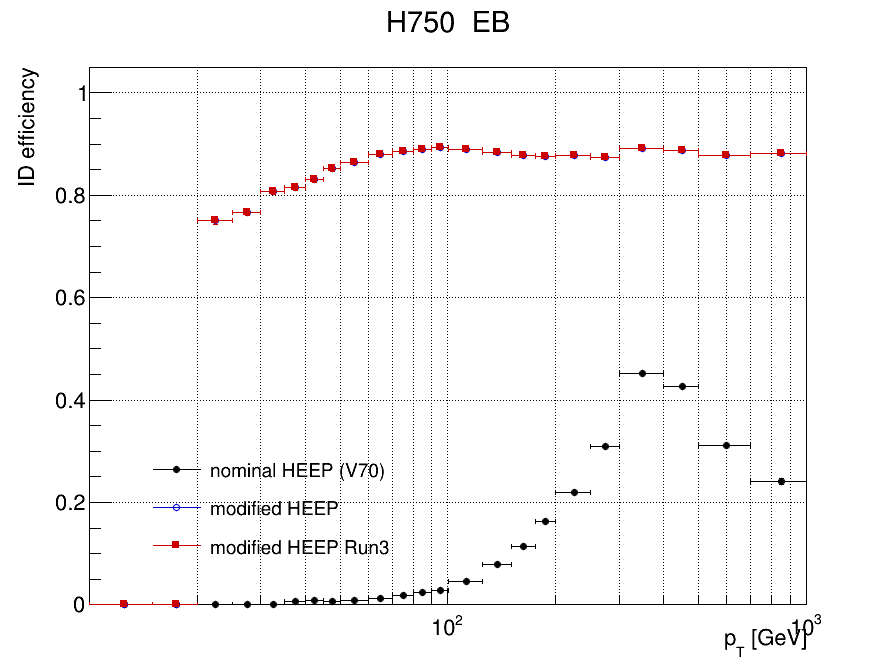 H750 EB
ID efficiency
1
0.8
0.6
0.4
0.2
0
nominal HEEP (V70)
modified HEEP
modified HEEP Run3
10²
10³
p_T [GeV]